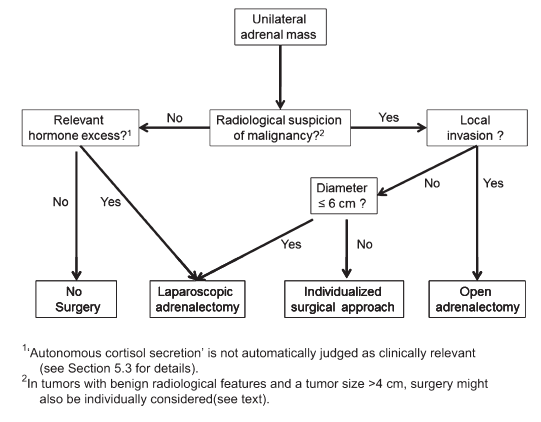 Unilateral
adrenal mass
No
Yes
Relevant
hormone excess?¹
Radiological suspicion
of malignancy?²
Local
invasion ?
Diameter
≤ 6 cm ?
No
Yes
No
Yes
Yes
No
No
Surgery
Laparoscopic
adrenalectomy
Individualized
surgical approach
Open
adrenalectomy
¹‘Autonomous cortisol secretion’ is not automatically judged as clinically relevant
(see Section 5.3 for details).
²In tumors with benign radiological features and a tumor size >4 cm, surgery might
also be individually considered(see text).